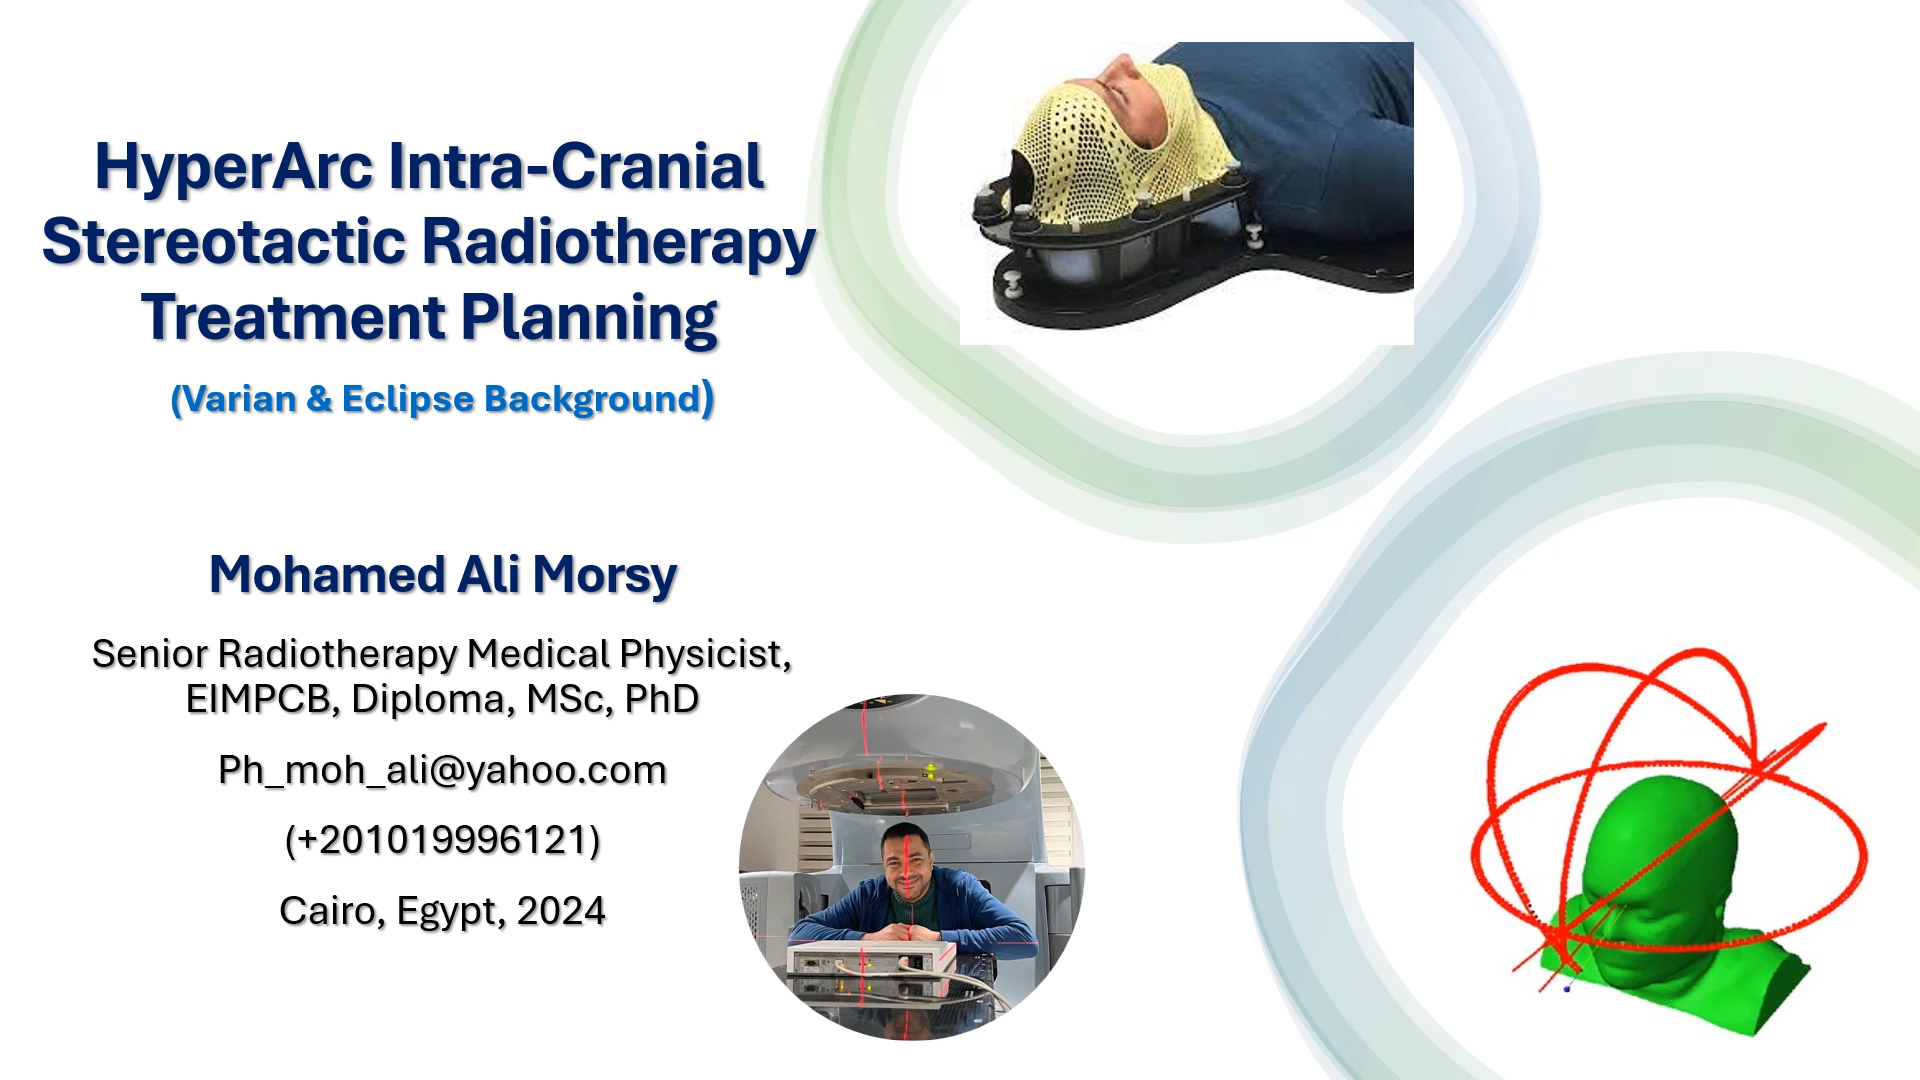 HyperArc Intra-Cranial
Stereotactic Radiotherapy
Treatment Planning
(Varian & Eclipse Background)
Mohamed Ali Morsy
Senior Radiotherapy Medical Physicist,
EIMPCB, Diploma, MSc, PhD
Ph_moh_ali@yahoo.com
(+201019996121)
Cairo, Egypt, 2024